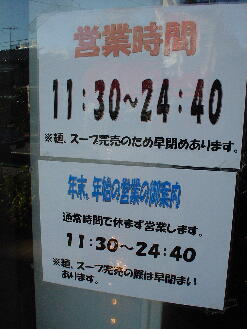 営業時間
11:30～24:40
※麺、スープ完売のため早閉めあります。
年末、年始の営業の御案内
通常時間で休まず営業します。
11:30～24:40
※麺、スープ完売の際は早閉まい
あります。